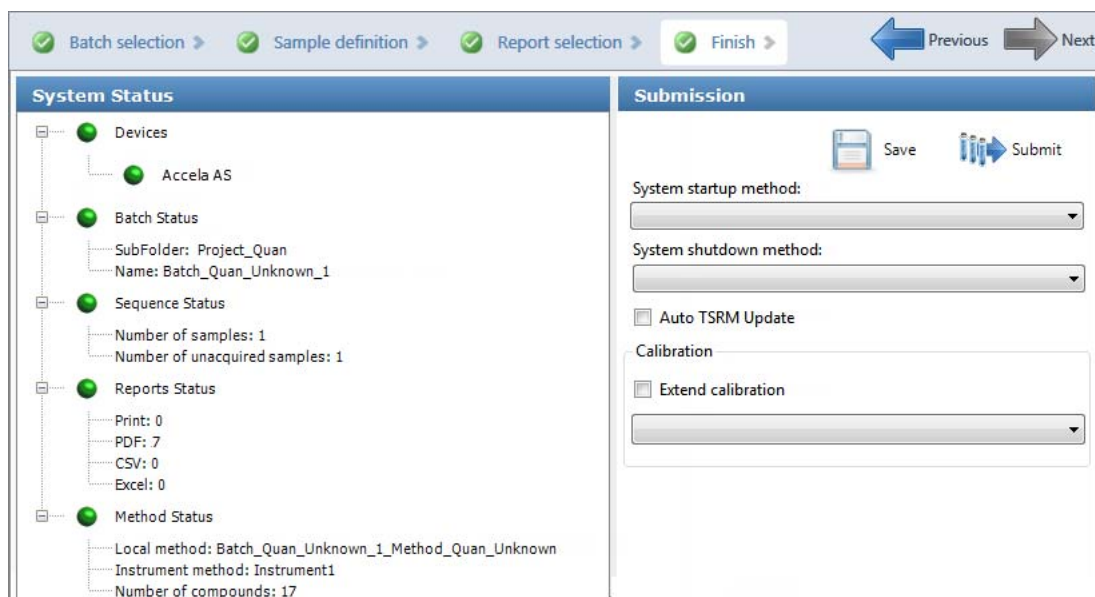 Batch selection
Sample definition
Report selection
Finish
Previous
Next
System Status
Devices
Accela AS
Batch Status
SubFolder: Project_Quan
Name: Batch_Quan_Unknown_1
Sequence Status
Number of samples: 1
Number of unacquired samples: 1
Reports Status
Print: 0
PDF: 7
CSV: 0
Excel: 0
Method Status
Local method: Batch_Quan_Unknown_1_Method_Quan_Unknown
Instrument method: Instrument1
Number of compounds: 17
Submission
Save
Submit
System startup method:
System shutdown method:
Auto TSRM Update
Calibration
Extend calibration